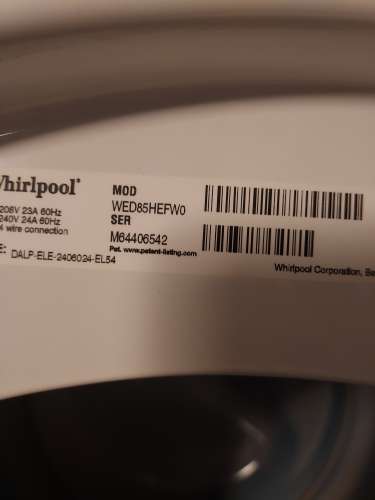 Whirlpool®
MOD
WED85HEFW0
208V 23A 60Hz
240V 24A 60Hz
4 wire connection
SER
M64406542
Pat. www.patent-listing.com
E: DALP-ELE-2406024-EL54
Whirlpool Corporation, Be